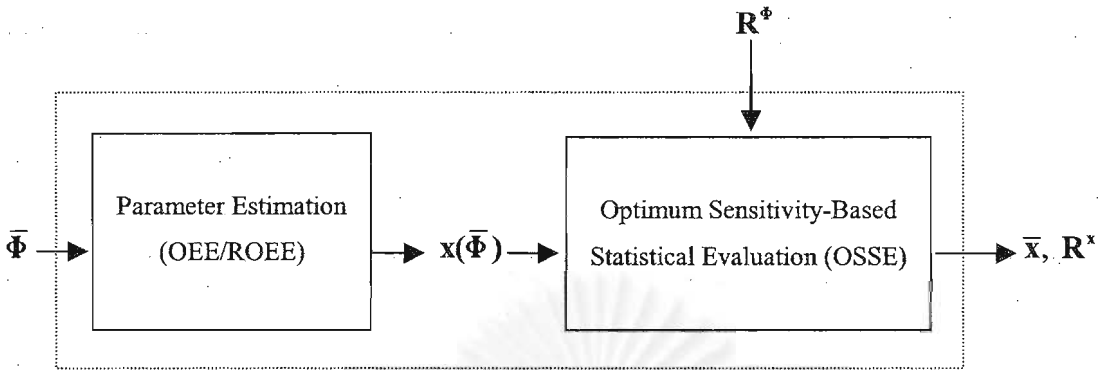 R^Φ
Parameter Estimation
(OEE/ROEE)
Optimum Sensitivity-Based
Statistical Evaluation (OSSE)
Φ̄
x(Φ̄)
x̄, R^x